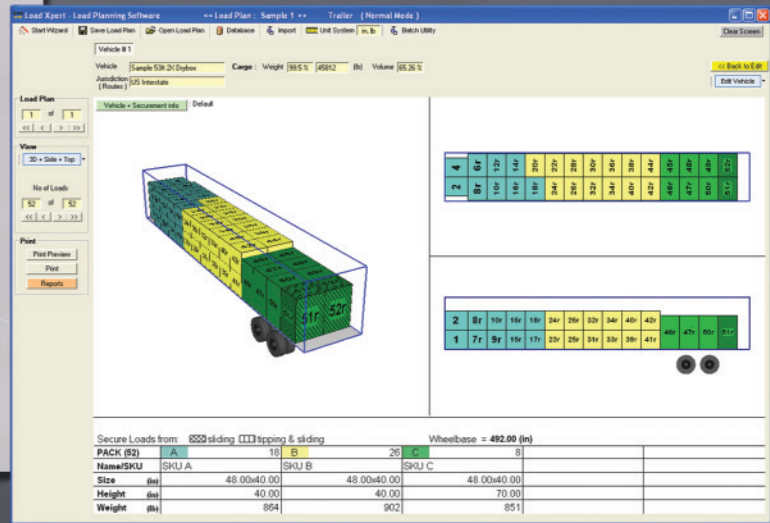 Load Xpert - Load Planning Software == Load Plan : Sample 1 == Trailer ( Normal Mode )
Start Wizard Save Load Plan Open Load Plan Database Import Unit System in, lb Batch Utility Clear Screen
Vehicle # 1
Vehicle Sample 53ft 2X Drybox Cargo : Weight 99.5 % 45812 (lb) Volume 65.26 % << Back to Edit
Jurisdiction US Interstate Edit Vehicle
( Routes )
Load Plan
1 of 1
<< < > >>
View
3D + Side + Top
No of Loads
52 of 52
<< < > >>
Print
Print Preview
Print
Reports
Vehicle + Securement info : Default
51r 52r
4 6r 12r 14r 20r 22r 28r 30r 36r 38r 44r 45r 48r 49r 52r
2 8r 10r 16r 18r 24r 26r 32r 34r 40r 42r 46r 47r 50r 51r
2 8r 10r 16r 18r 24r 26r 32r 34r 40r 42r
46r 47r 50r 51r
1 7r 9r 15r 17r 23r 25r 31r 33r 39r 41r
Secure Loads from: sliding tipping & sliding Wheelbase = 492.00 (in)
PACK (52) A 18 B 26 C 8
Name/SKU SKU A SKU B SKU C
Size (in) 48.00x40.00 48.00x40.00 48.00x40.00
Height (in) 40.00 40.00 70.00
Weight (lb) 864 902 851